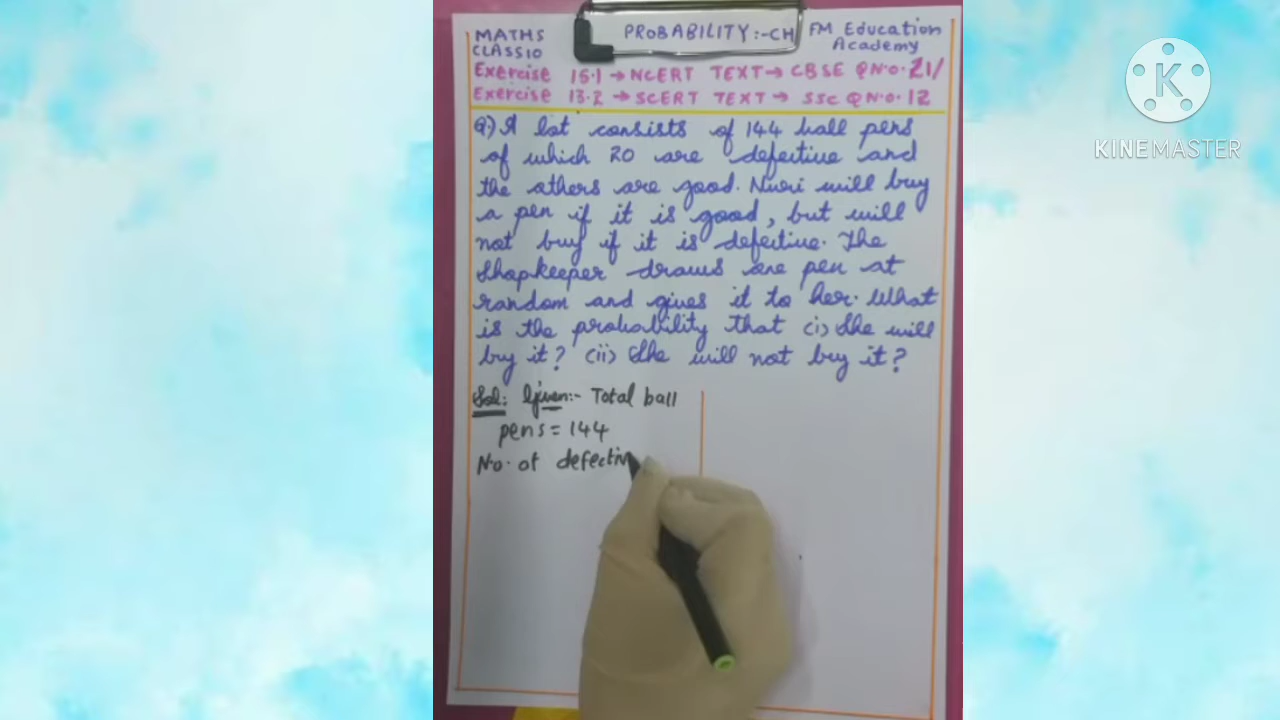 MATHS
CLASS10
PROBABILITY:-CH
FM Education
Academy
Exercise 15.1→NCERT TEXT→CBSE QN.O.21/
Exercise 13.2→SCERT TEXT→SSC QN.O.12
Q) A lot consists of 144 ball pens
of which 20 are defective and
the others are good. Nuri will buy
a pen if it is good, but will
not buy if it is defective. The
shopkeeper draws one pen at
random and gives it to her. What
is the probability that (i) She will
buy it? (ii) She will not buy it?
Sol: Given:- Total ball
pens=144
N.o. of defectiv
K
KINEMASTER